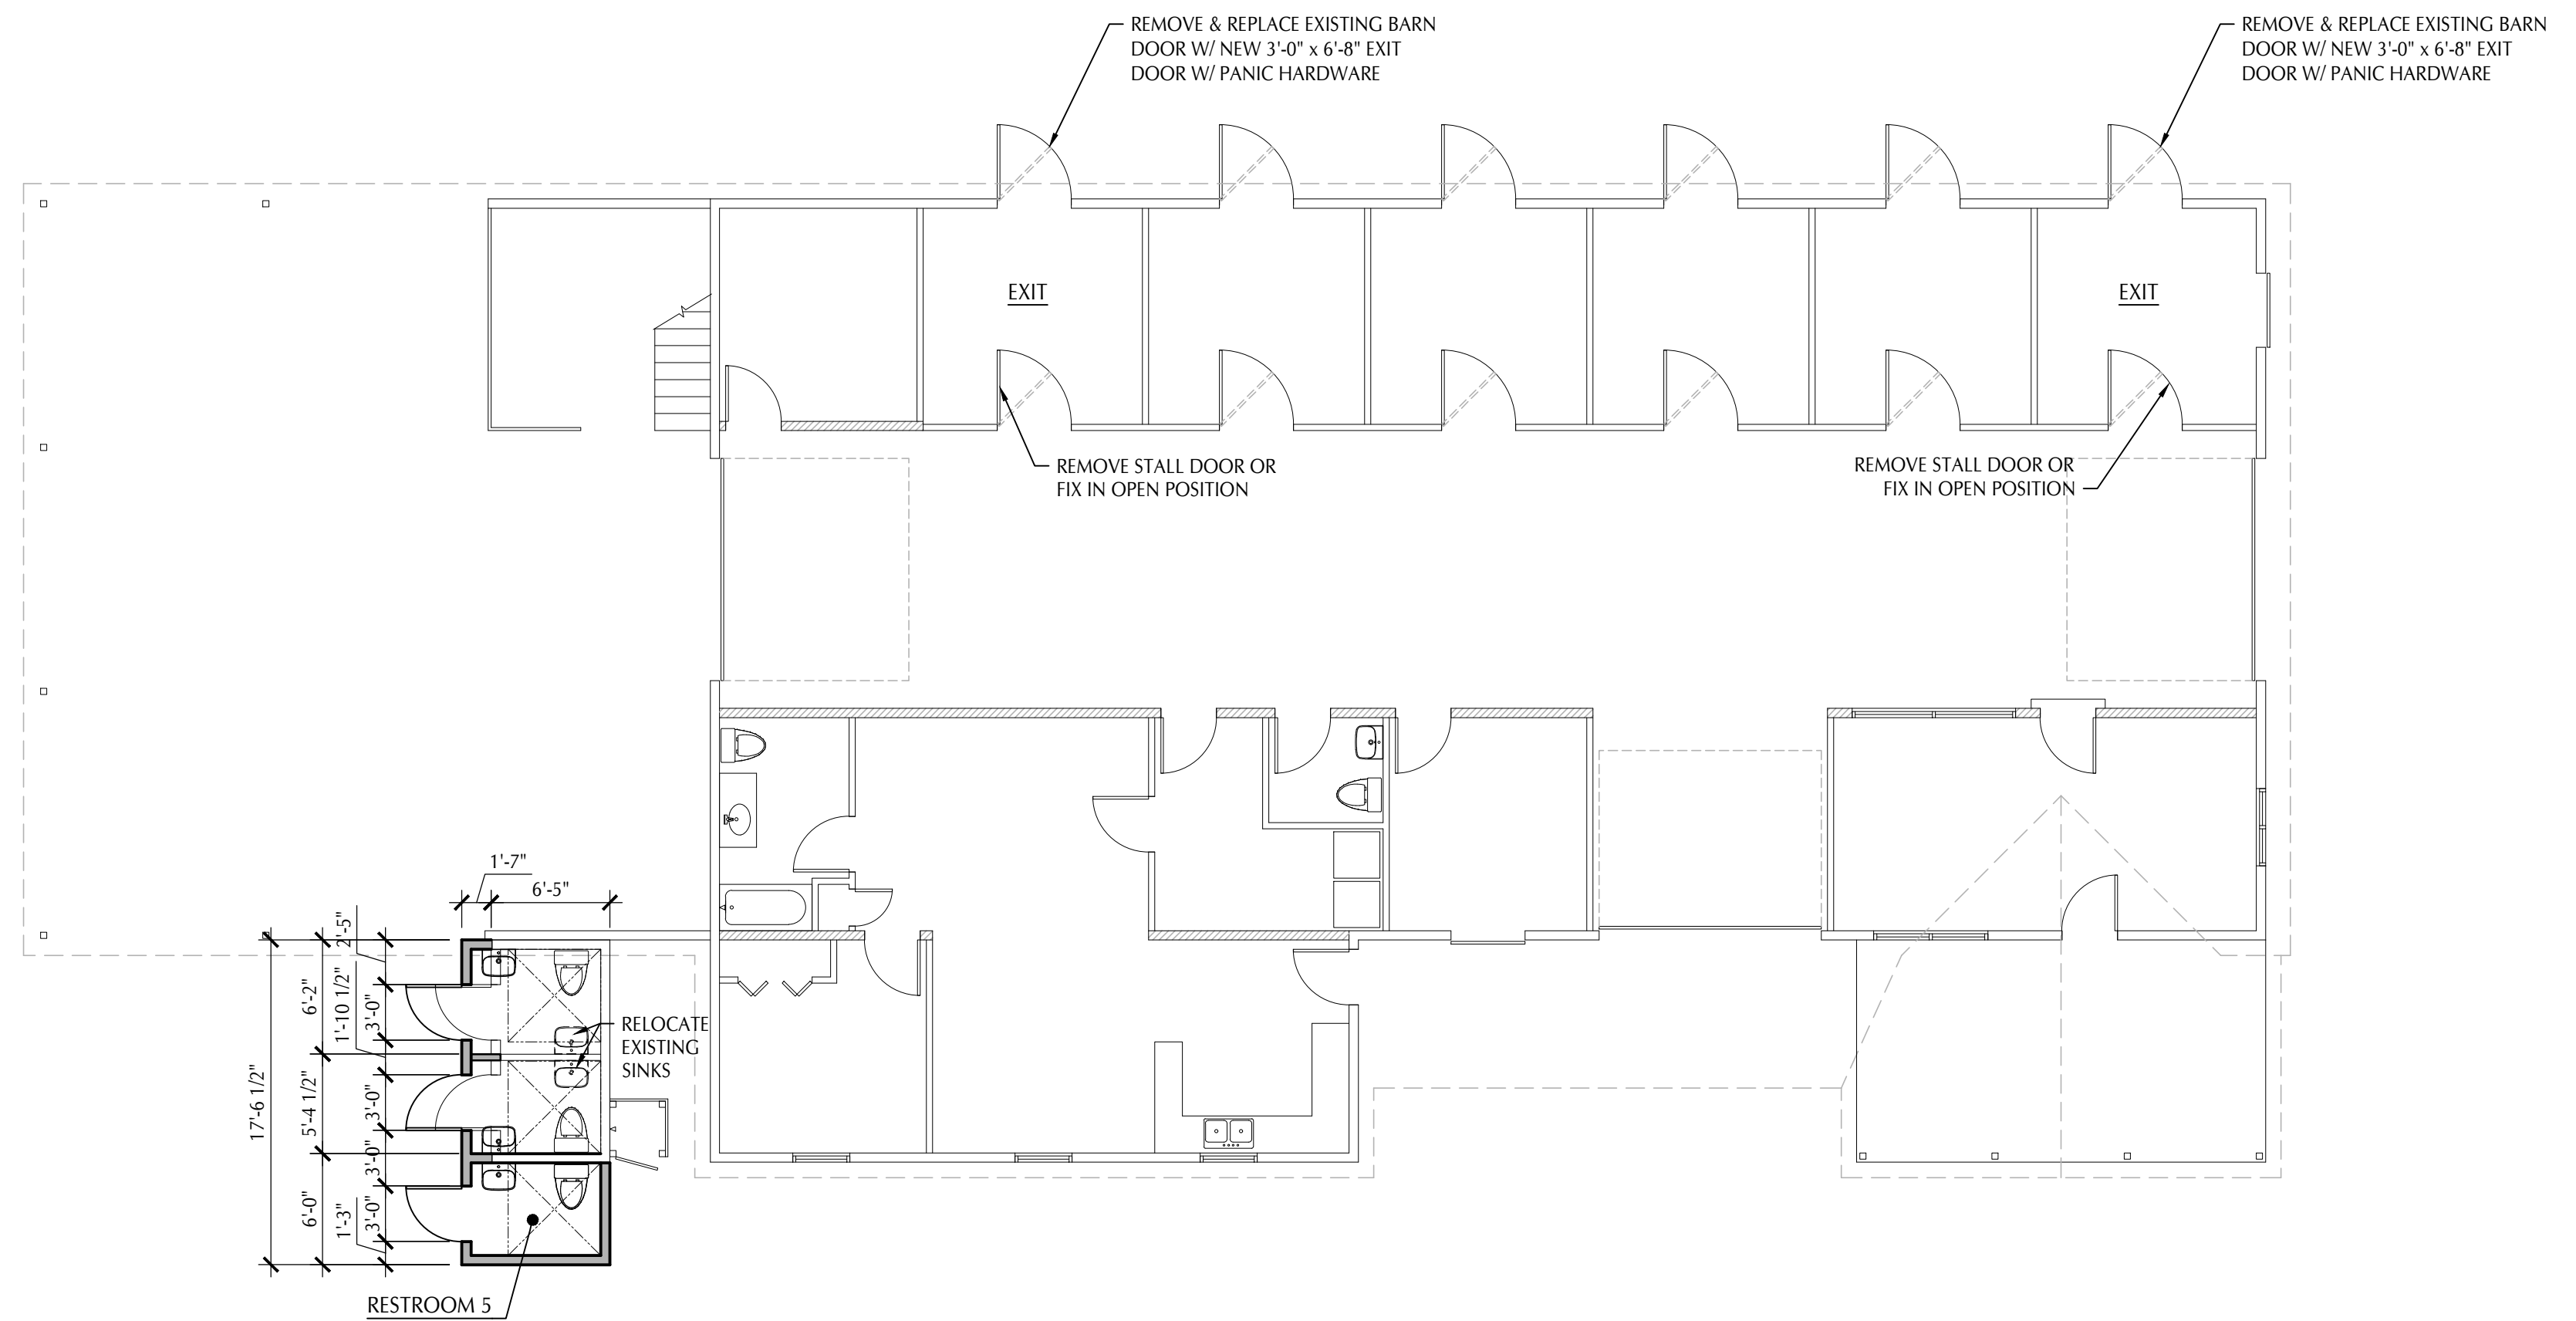 REMOVE & REPLACE EXISTING BARN
DOOR W/ NEW 3'-0" x 6'-8" EXIT
DOOR W/ PANIC HARDWARE
REMOVE & REPLACE EXISTING BARN
DOOR W/ NEW 3'-0" x 6'-8" EXIT
DOOR W/ PANIC HARDWARE
EXIT
EXIT
REMOVE STALL DOOR OR
FIX IN OPEN POSITION
REMOVE STALL DOOR OR
FIX IN OPEN POSITION
1'-7"
6'-5"
2'-5"
6'-2"
1'-10 1/2"
3'-0"
RELOCATE
EXISTING
SINKS
17'-6 1/2"
5'-4 1/2"
3'-0"
3'-0"
6'-0"
1'-3"
3'-0"
RESTROOM 5